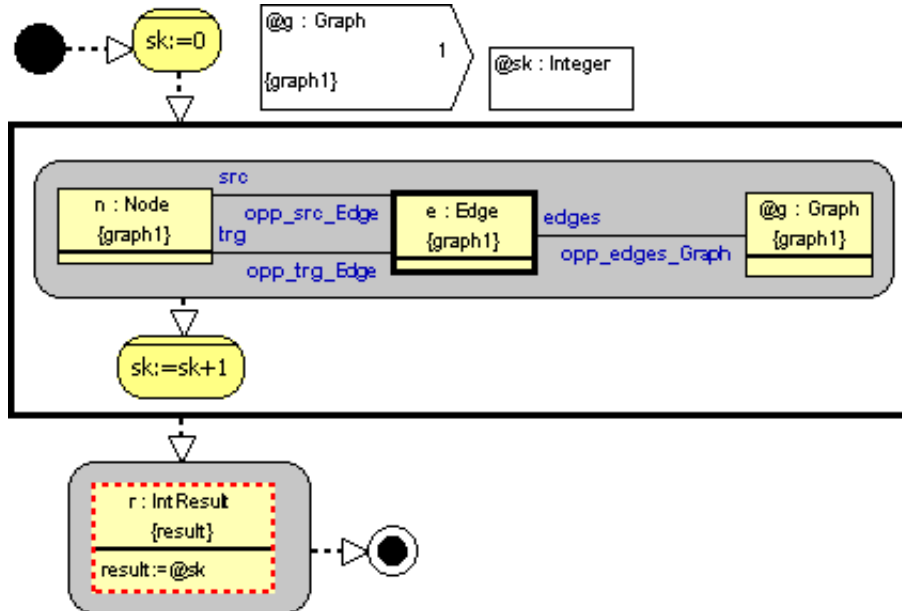 sk:=0
@g : Graph
1
{graph1}
@sk : Integer
src
n : Node
{graph1}
opp_src_Edge
trg
opp_trg_Edge
e : Edge
{graph1}
edges
opp_edges_Graph
@g : Graph
{graph1}
sk:=sk+1
r : IntResult
{result}
result:=@sk